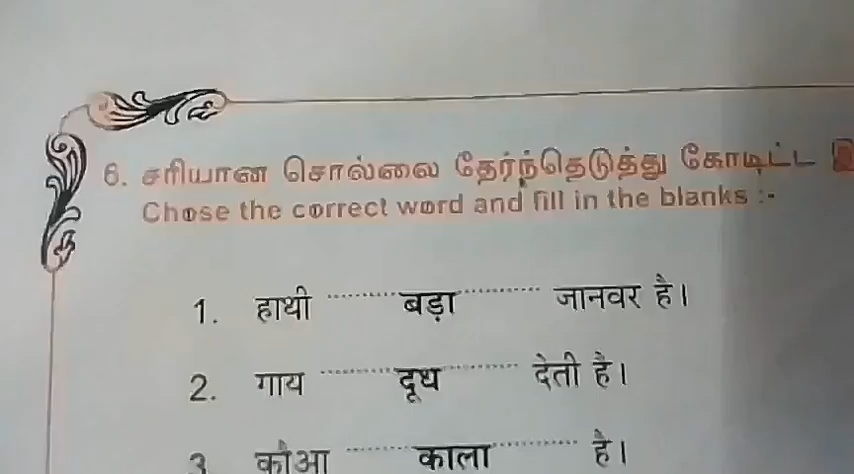 6. சரியான சொல்லை தேர்ந்தெடுத்து கோடிட்ட
Chose the correct word and fill in the blanks :-
1. हाथी ........ बड़ा ........ जानवर है।
2. गाय ........ दूध ........ देती है।
3 कौआ ........ काला ........ है।